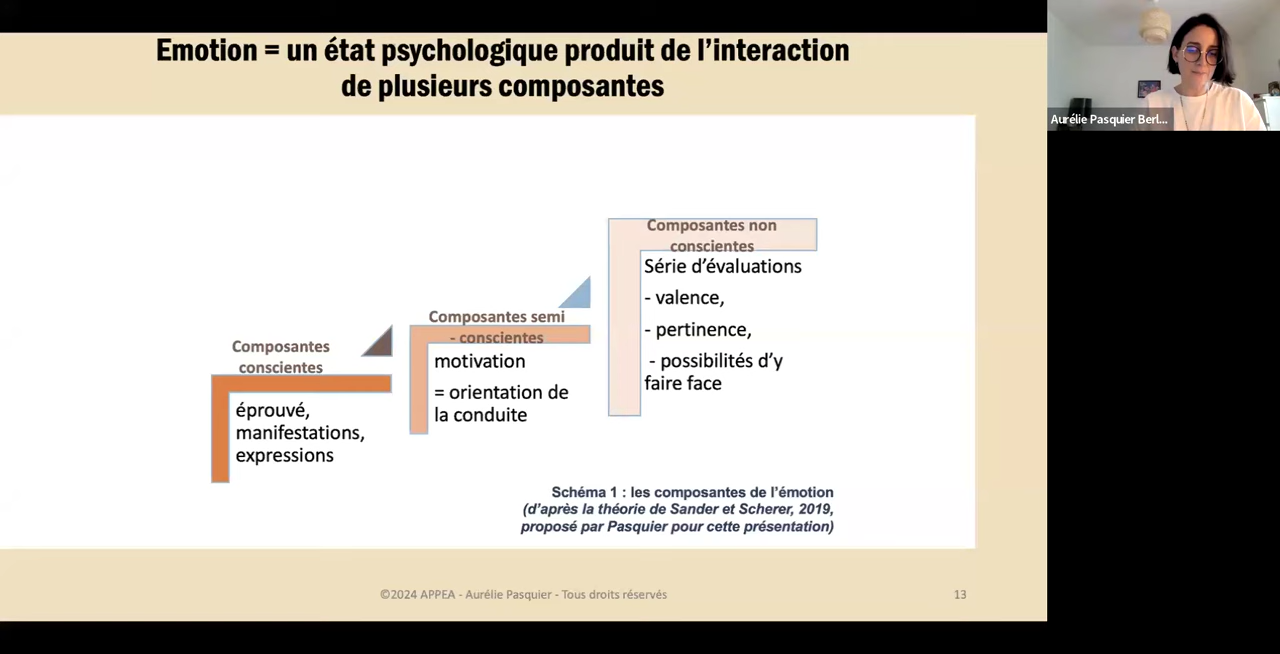 Emotion = un état psychologique produit de l’interaction
de plusieurs composantes
Aurélie Pasquier Berl...
Composantes
conscientes
éprouvé,
manifestations,
expressions
Composantes semi
- conscientes
motivation
= orientation de
la conduite
Composantes non
conscientes
Série d’évaluations
- valence,
- pertinence,
- possibilités d’y
faire face
Schéma 1 : les composantes de l’émotion
(d’après la théorie de Sander et Scherer, 2019,
proposé par Pasquier pour cette présentation)
©2024 APPEA - Aurélie Pasquier - Tous droits réservés
13